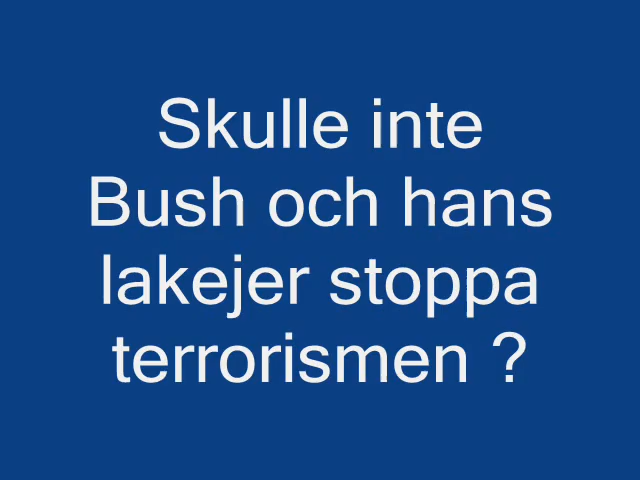 Skulle inte
Bush och hans
lakejer stoppa
terrorismen ?